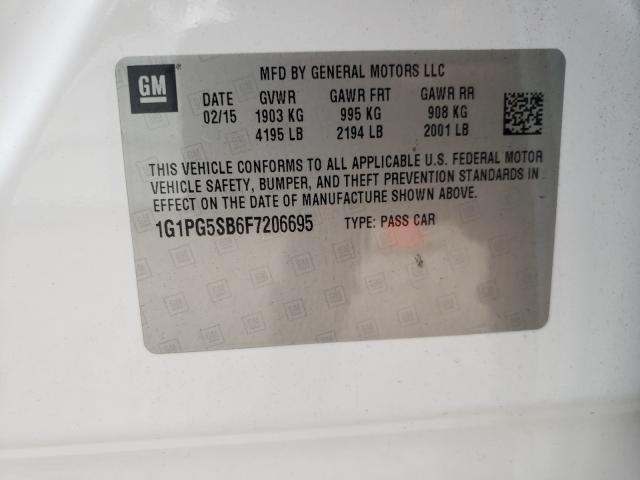 GM
MFD BY GENERAL MOTORS LLC
DATE GVWR GAWR FRT GAWR RR
02/15 1903 KG 995 KG 908 KG
4195 LB 2194 LB 2001 LB
THIS VEHICLE CONFORMS TO ALL APPLICABLE U.S. FEDERAL MOTOR
VEHICLE SAFETY, BUMPER, AND THEFT PREVENTION STANDARDS IN
EFFECT ON THE DATE OF MANUFACTURE SHOWN ABOVE.
1G1PG5SB6F7206695 TYPE: PASS CAR